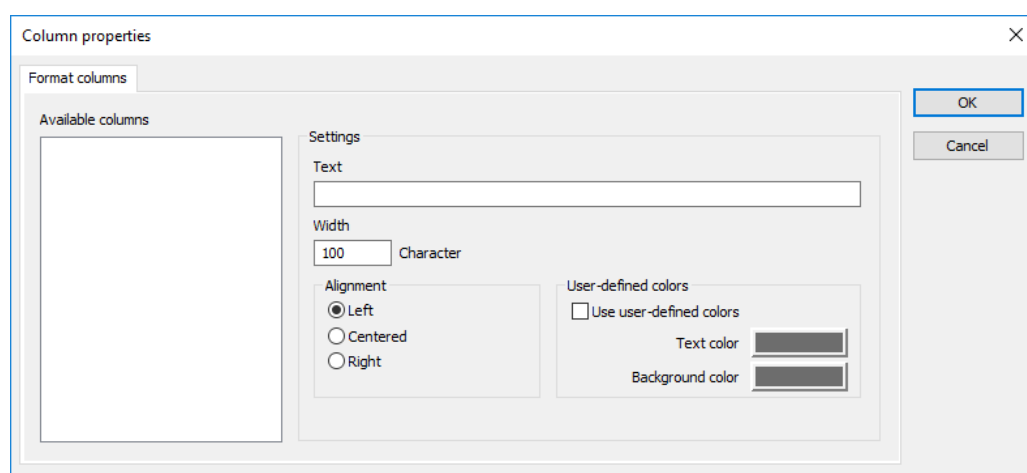 Column properties
Format columns
OK
Available columns
Settings
Cancel
Text
Width
100 Character
Alignment
User-defined colors
Left
Use user-defined colors
Centered
Text color
Right
Background color